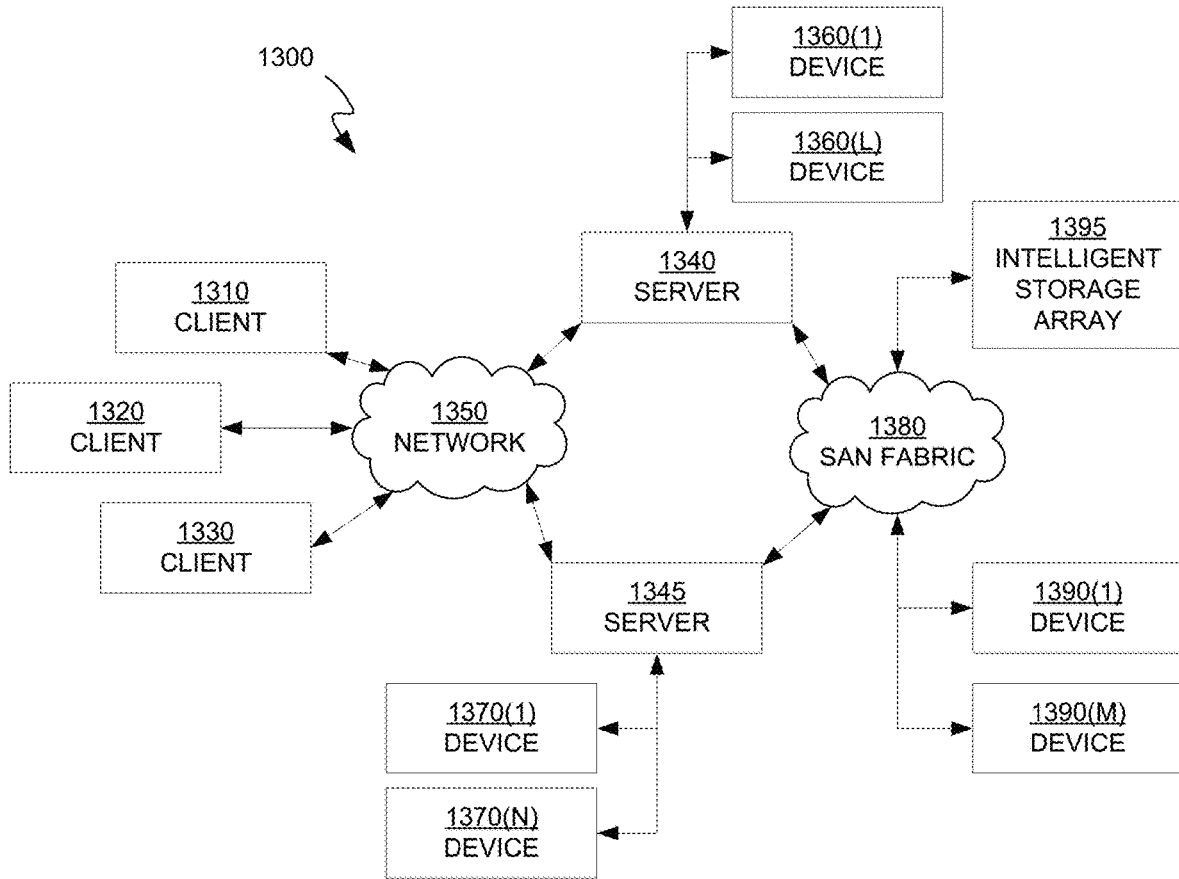 1300
1360(1)
DEVICE
1360(L)
DEVICE
1340
SERVER
1395
INTELLIGENT
STORAGE
ARRAY
1310
CLIENT
1320
CLIENT
1350
NETWORK
1380
SAN FABRIC
1330
CLIENT
1345
SERVER
1390(1)
DEVICE
1370(1)
DEVICE
1390(M)
DEVICE
1370(N)
DEVICE